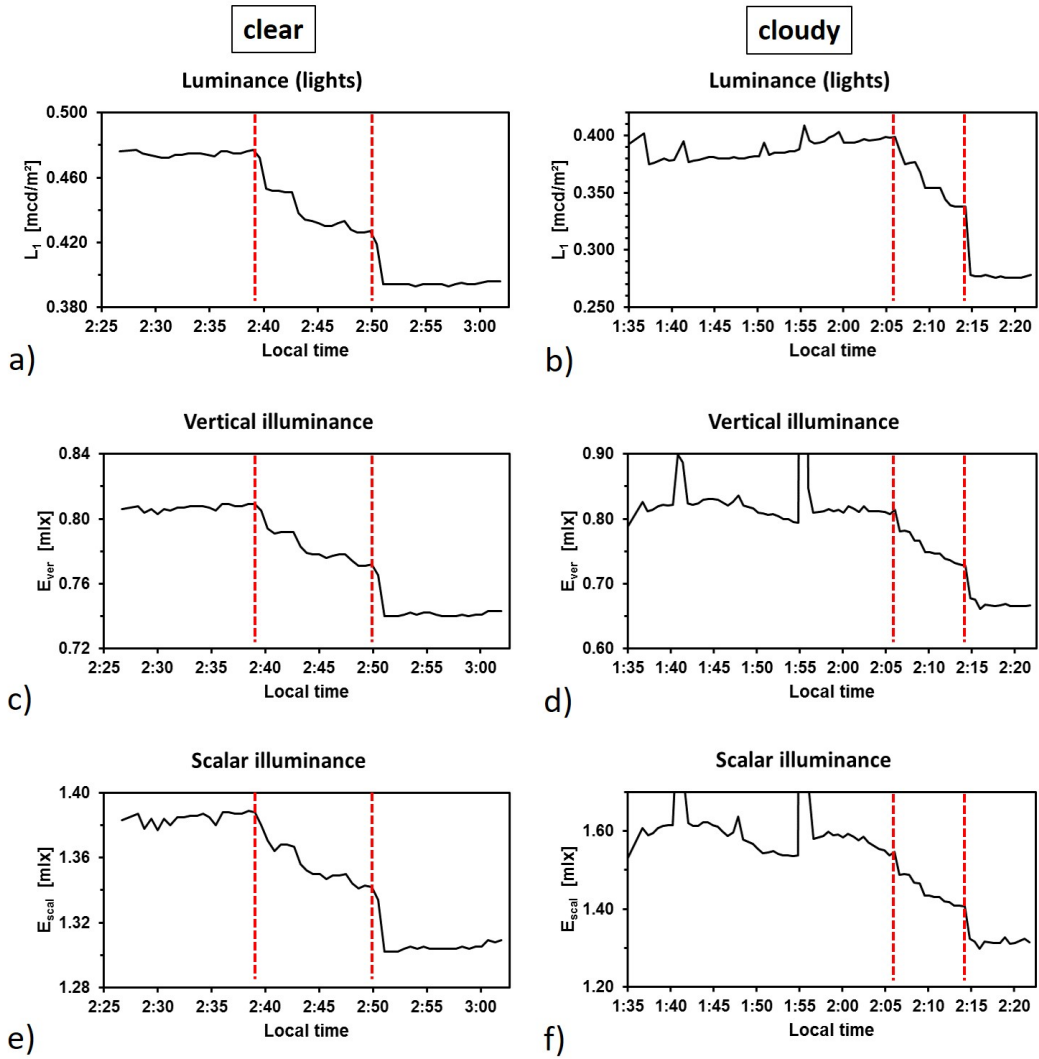 clear
cloudy
Luminance (lights)
Luminance (lights)
0.500
0.460
0.420
0.380
L₁ [mcd/m²]
2:25 2:30 2:35 2:40 2:45 2:50 2:55 3:00
Local time
a)
0.400
0.350
0.300
0.250
L₁ [mcd/m²]
1:35 1:40 1:45 1:50 1:55 2:00 2:05 2:10 2:15 2:20
Local time
b)
Vertical illuminance
0.84
0.80
0.76
0.72
Eᵥₑᵣ [mlx]
2:25 2:30 2:35 2:40 2:45 2:50 2:55 3:00
Local time
c)
Vertical illuminance
0.90
0.80
0.70
0.60
Eᵥₑᵣ [mlx]
1:35 1:40 1:45 1:50 1:55 2:00 2:05 2:10 2:15 2:20
Local time
d)
Scalar illuminance
1.40
1.36
1.32
1.28
E_scal [mlx]
2:25 2:30 2:35 2:40 2:45 2:50 2:55 3:00
Local time
e)
Scalar illuminance
1.60
1.40
1.20
E_scal [mlx]
1:35 1:40 1:45 1:50 1:55 2:00 2:05 2:10 2:15 2:20
Local time
f)